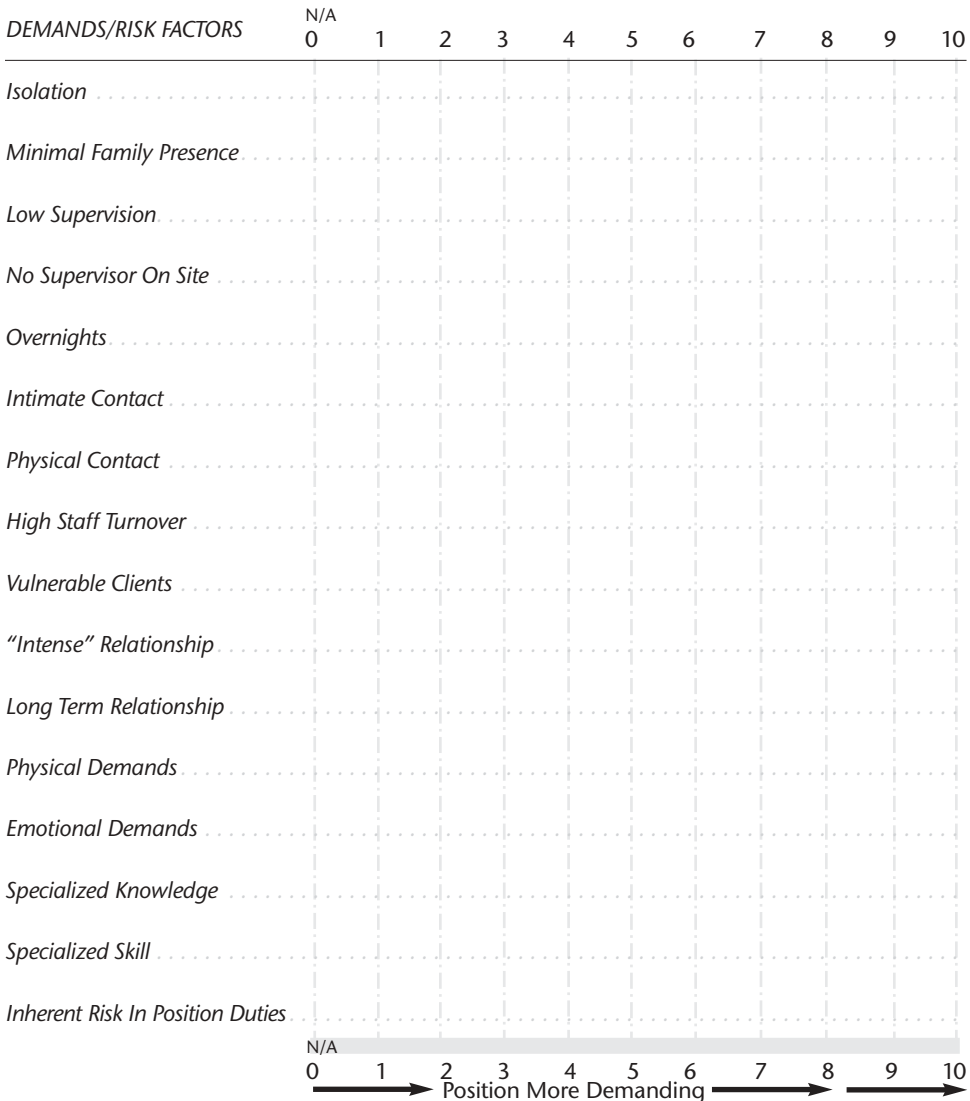 N/A
DEMANDS/RISK FACTORS 0 1 2 3 4 5 6 7 8 9 10
Isolation
Minimal Family Presence
Low Supervision
No Supervisor On Site
Overnights
Intimate Contact
Physical Contact
High Staff Turnover
Vulnerable Clients
“Intense” Relationship
Long Term Relationship
Physical Demands
Emotional Demands
Specialized Knowledge
Specialized Skill
Inherent Risk In Position Duties
N/A
0 1 2 3 4 5 6 7 8 9 10
Position More Demanding